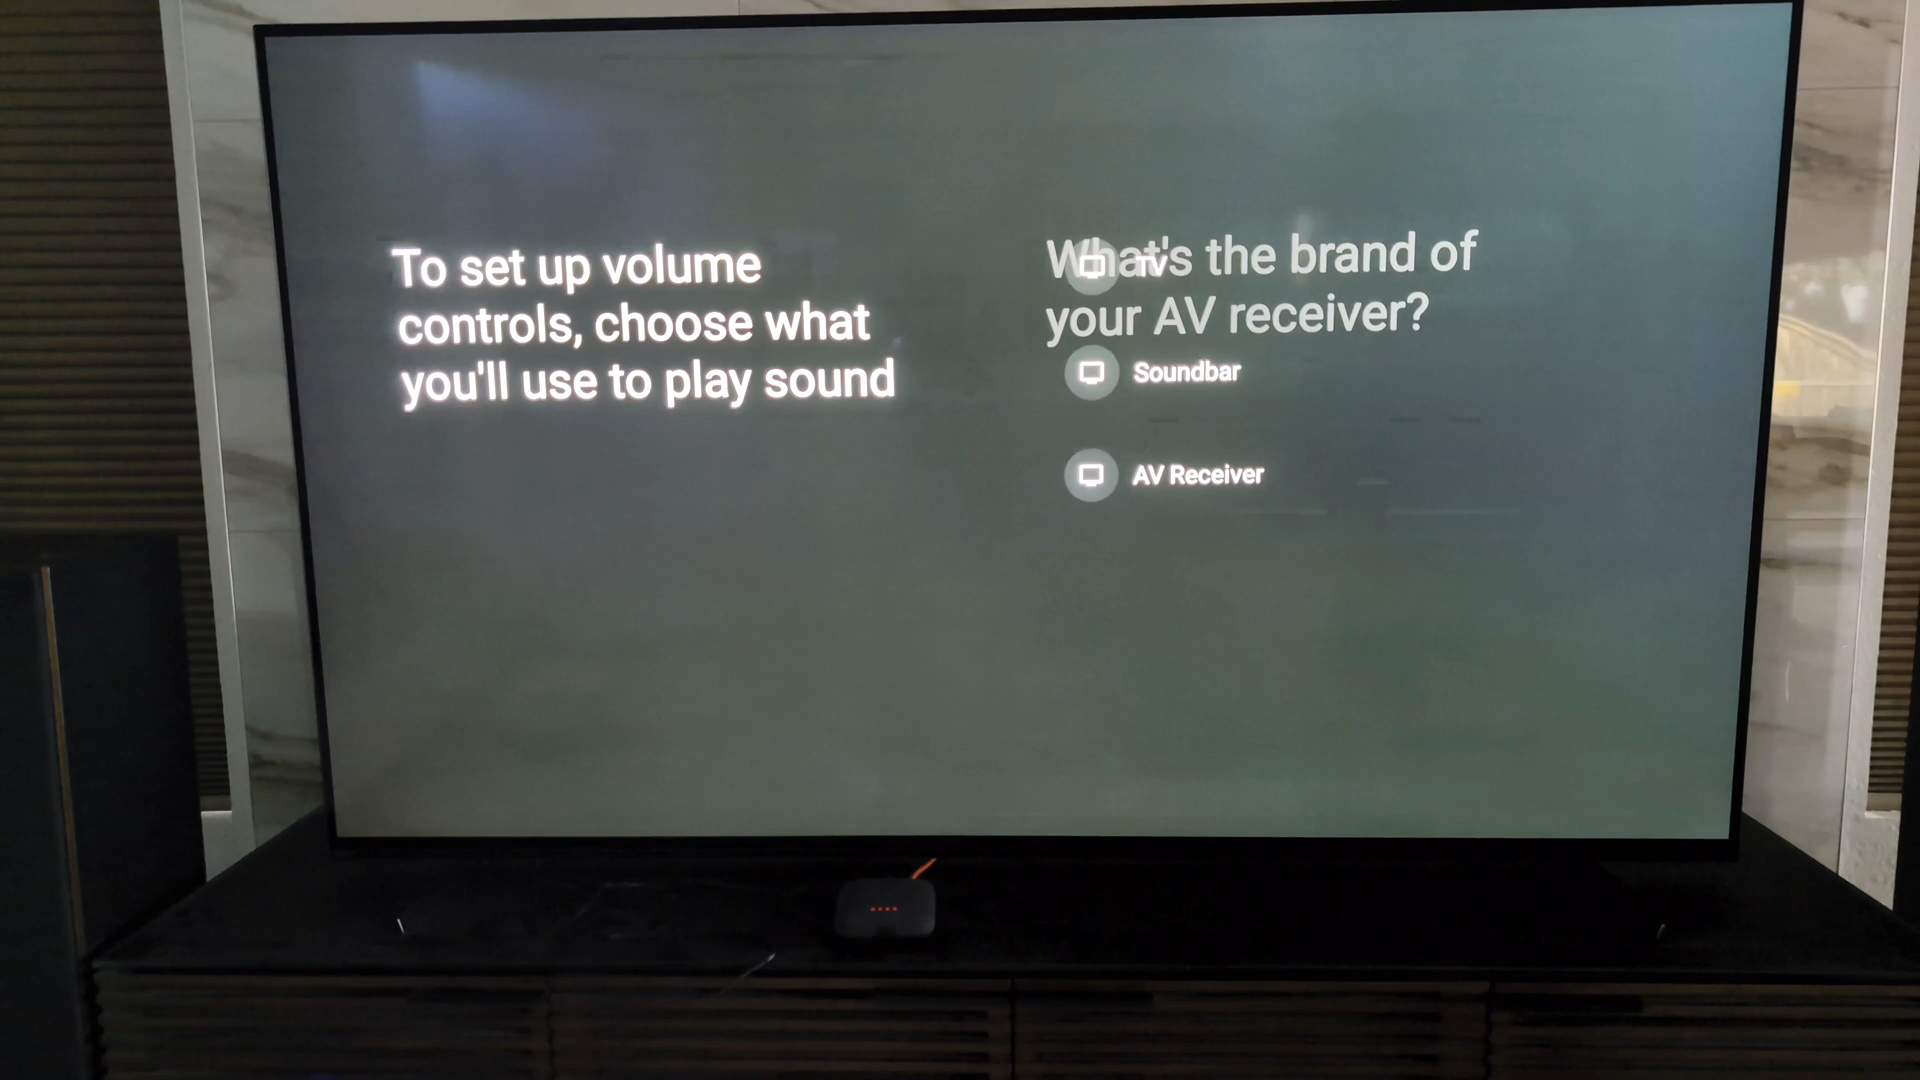 To set up volume
controls, choose what
you'll use to play sound
What's the brand of
your AV receiver?
TV
Soundbar
AV Receiver